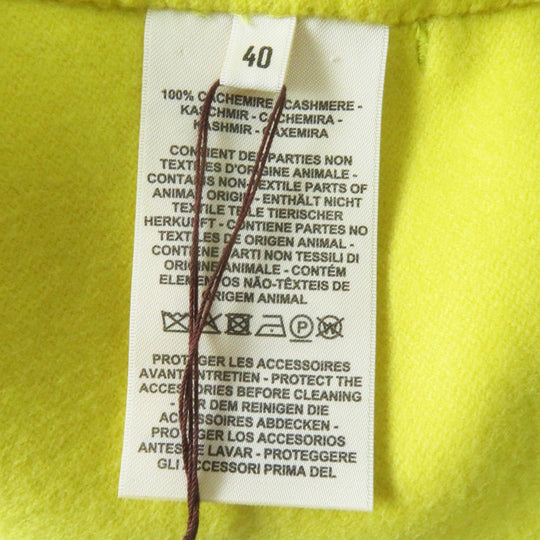 40
100% CACHEMIRE - CASHMERE -
KASCHMIR - CACHEMIRA -
KASHMIR - CAXEMIRA
CONTIENT DES PARTIES NON
TEXTILES D'ORIGINE ANIMALE -
CONTAINS NON-TEXTILE PARTS OF
ANIMAL ORIGIN - ENTHÄLT NICHT
TEXTILE TEILE TIERISCHER
HERKUNFT - CONTIENE PARTES NO
TEXTILES DE ORIGEN ANIMAL -
CONTIENE PARTI NON TESSILI DI
ORIGINE ANIMALE - CONTÉM
ELEMENTOS NÃO-TÊXTEIS DE
ORIGEM ANIMAL
P W
PROTÉGER LES ACCESSOIRES
AVANT ENTRETIEN - PROTECT THE
ACCESSORIES BEFORE CLEANING
- VOR DEM REINIGEN DIE
ACCESSOIRES ABDECKEN -
PROTEGER LOS ACCESORIOS
ANTES DE LAVAR - PROTEGGERE
GLI ACCESSORI PRIMA DEL